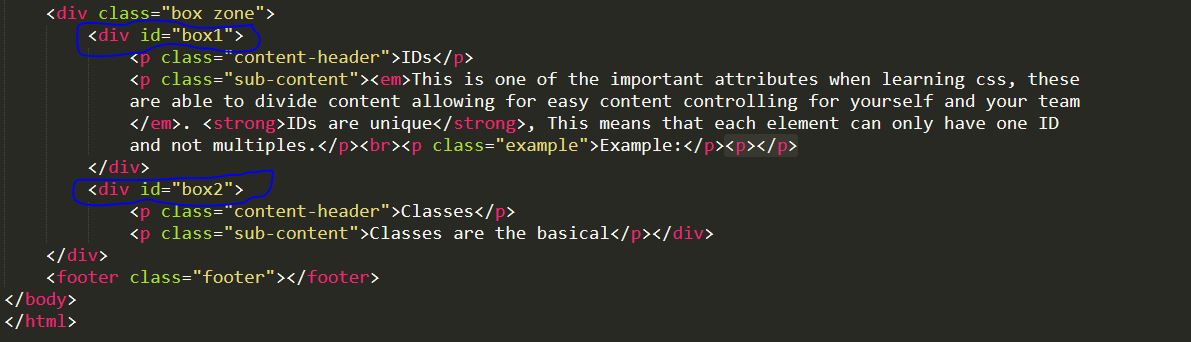 <div class="box zone">
<div id="box1">
<p class="content-header">IDs</p>
<p class="sub-content"><em>This is one of the important attributes when learning css, these
are able to divide content allowing for easy content controlling for yourself and your team
</em>. <strong>IDs are unique</strong>, This means that each element can only have one ID
and not multiples.</p><br><p class="example">Example:</p><p></p>
</div>
<div id="box2">
<p class="content-header">Classes</p>
<p class="sub-content">Classes are the basical</p></div>
</div>
<footer class="footer"></footer>
</body>
</html>